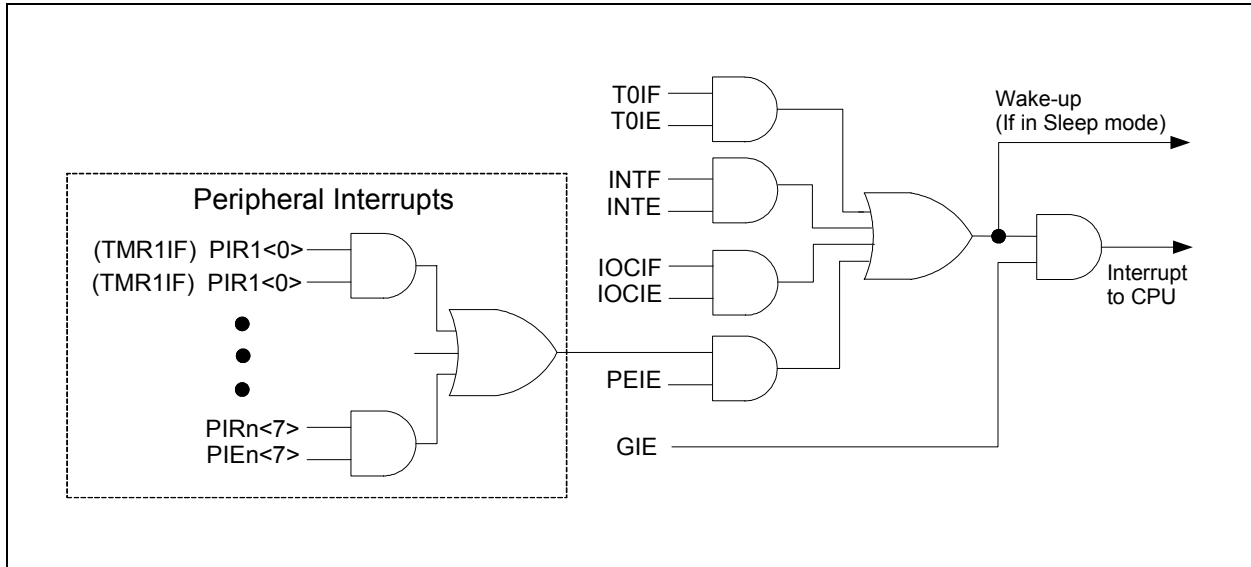 Peripheral Interrupts
(TMR1IF) PIR1<0>
(TMR1IF) PIR1<0>
PIRn<7>
PIEn<7>
T0IF
T0IE
INTF
INTE
IOCIF
IOCIE
PEIE
GIE
Wake-up
(If in Sleep mode)
Interrupt
to CPU